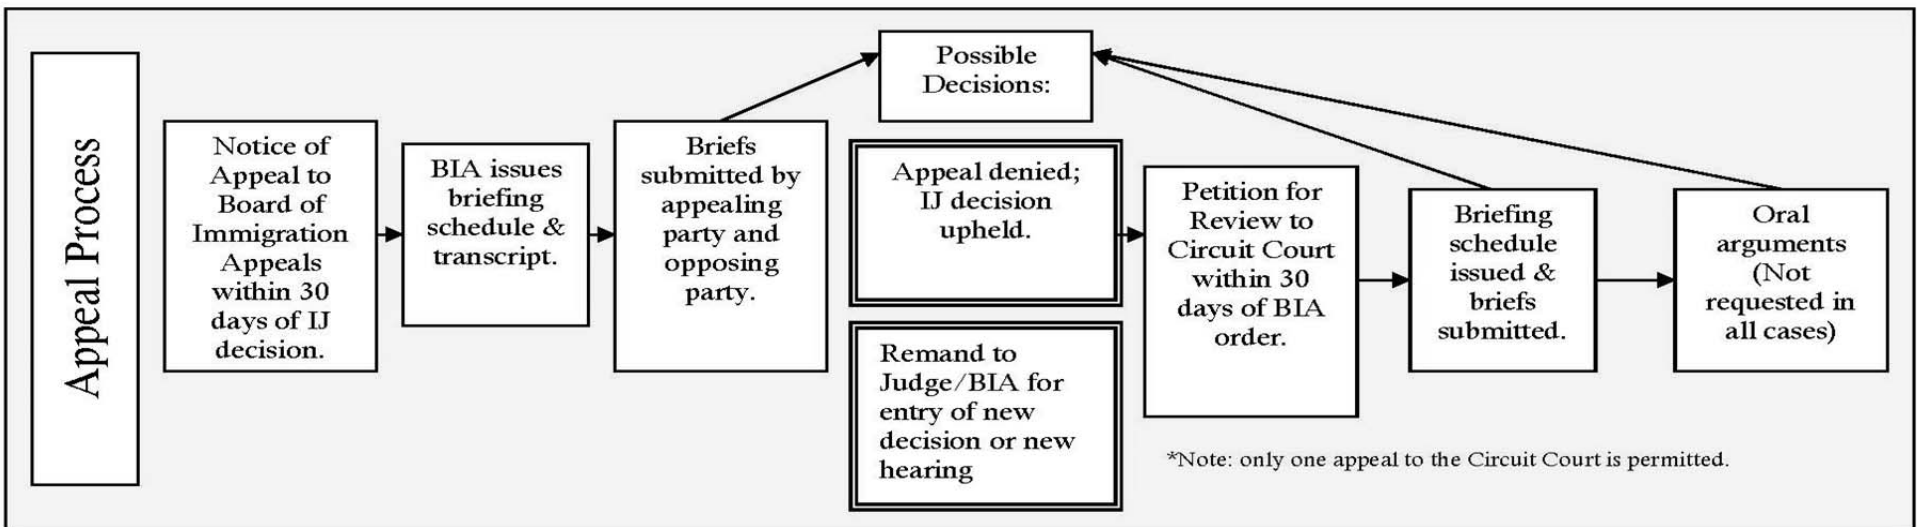 Appeal Process
Notice of
Appeal to
Board of
Immigration
Appeals
within 30
days of IJ
decision.
BIA issues
briefing
schedule &
transcript.
Briefs
submitted by
appealing
party and
opposing
party.
Possible
Decisions:
Appeal denied;
IJ decision
upheld.
Remand to
Judge/BIA for
entry of new
decision or new
hearing
Petition for
Review to
Circuit Court
within 30
days of BIA
order.
Briefing
schedule
issued &
briefs
submitted.
Oral
arguments
(Not
requested in
all cases)
*Note: only one appeal to the Circuit Court is permitted.